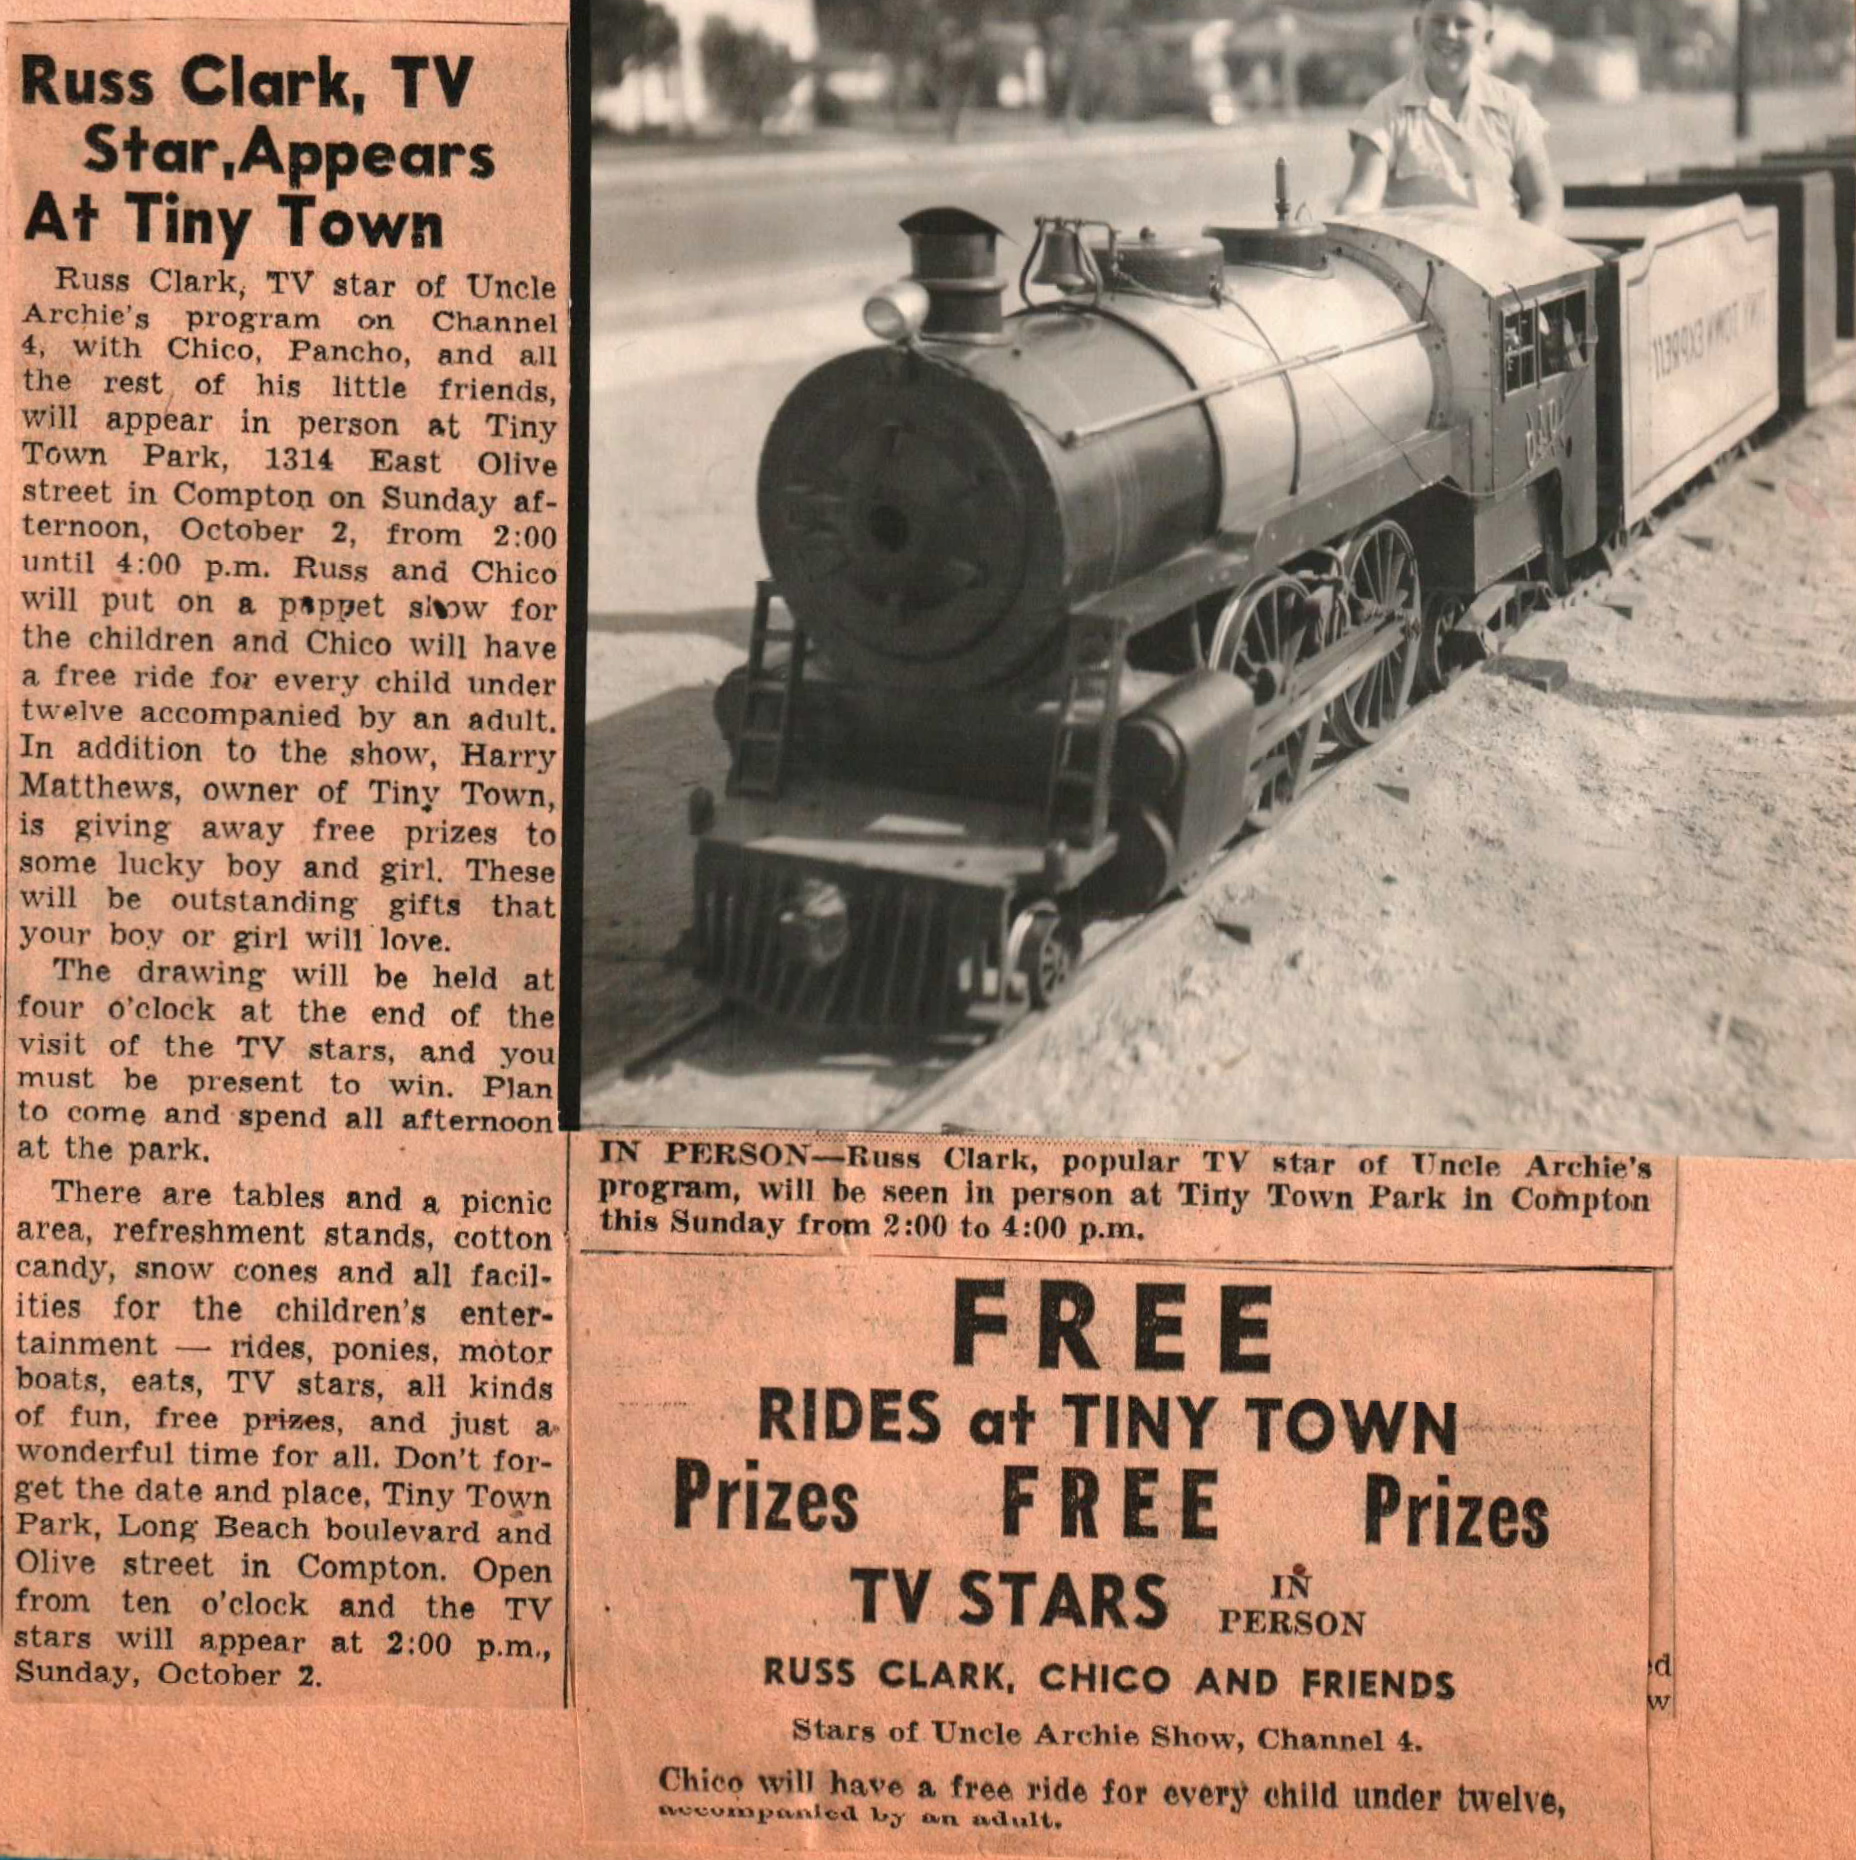 Russ Clark, TV
Star, Appears
At Tiny Town
Russ Clark, TV star of Uncle
Archie's program on Channel
4, with Chico, Pancho, and all
the rest of his little friends,
will appear in person at Tiny
Town Park, 1314 East Olive
street in Compton on Sunday af-
ternoon, October 2, from 2:00
until 4:00 p.m. Russ and Chico
will put on a puppet show for
the children and Chico will have
a free ride for every child under
twelve accompanied by an adult.
In addition to the show, Harry
Matthews, owner of Tiny Town,
is giving away free prizes to
some lucky boy and girl. These
will be outstanding gifts that
your boy or girl will love.
The drawing will be held at
four o'clock at the end of the
visit of the TV stars, and you
must be present to win. Plan
to come and spend all afternoon
at the park.
There are tables and a picnic
area, refreshment stands, cotton
candy, snow cones and all facil-
ities for the children's enter-
tainment — rides, ponies, motor
boats, eats, TV stars, all kinds
of fun, free prizes, and just a
wonderful time for all. Don't for-
get the date and place, Tiny Town
Park, Long Beach boulevard and
Olive street in Compton. Open
from ten o'clock and the TV
stars will appear at 2:00 p.m.,
Sunday, October 2.
TINY TOWN EXPRESS
IN PERSON—Russ Clark, popular TV star of Uncle Archie's
program, will be seen in person at Tiny Town Park in Compton
this Sunday from 2:00 to 4:00 p.m.
FREE
RIDES at TINY TOWN
Prizes FREE Prizes
TV STARS IN PERSON
RUSS CLARK, CHICO AND FRIENDS
Stars of Uncle Archie Show, Channel 4.
Chico will have a free ride for every child under twelve,
accompanied by an adult.